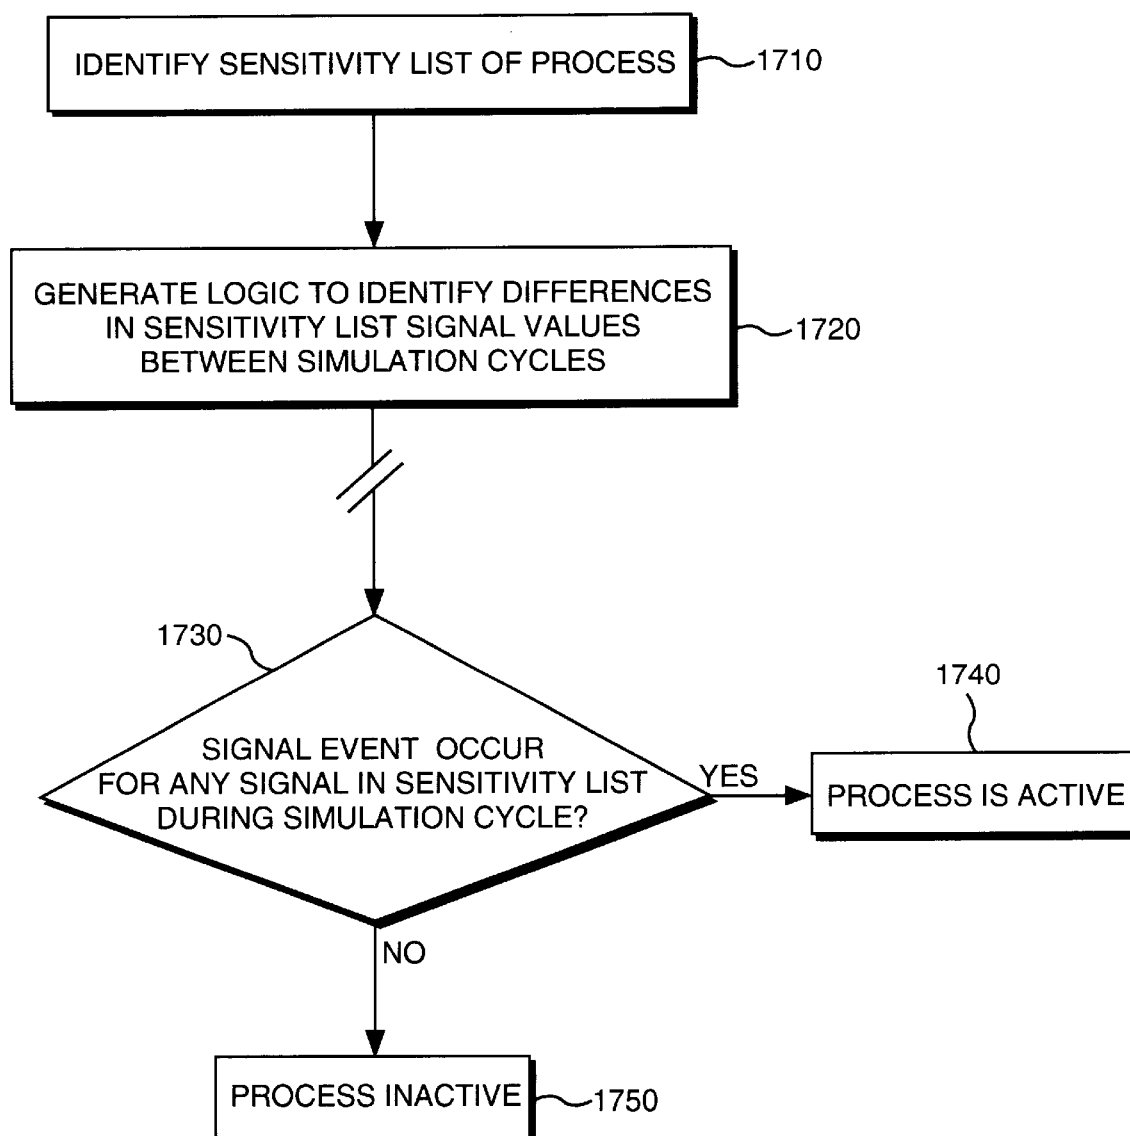 IDENTIFY SENSITIVITY LIST OF PROCESS
1710
GENERATE LOGIC TO IDENTIFY DIFFERENCES
IN SENSITIVITY LIST SIGNAL VALUES
BETWEEN SIMULATION CYCLES
1720
1730
SIGNAL EVENT OCCUR
FOR ANY SIGNAL IN SENSITIVITY LIST
DURING SIMULATION CYCLE?
YES
1740
PROCESS IS ACTIVE
NO
PROCESS INACTIVE
1750